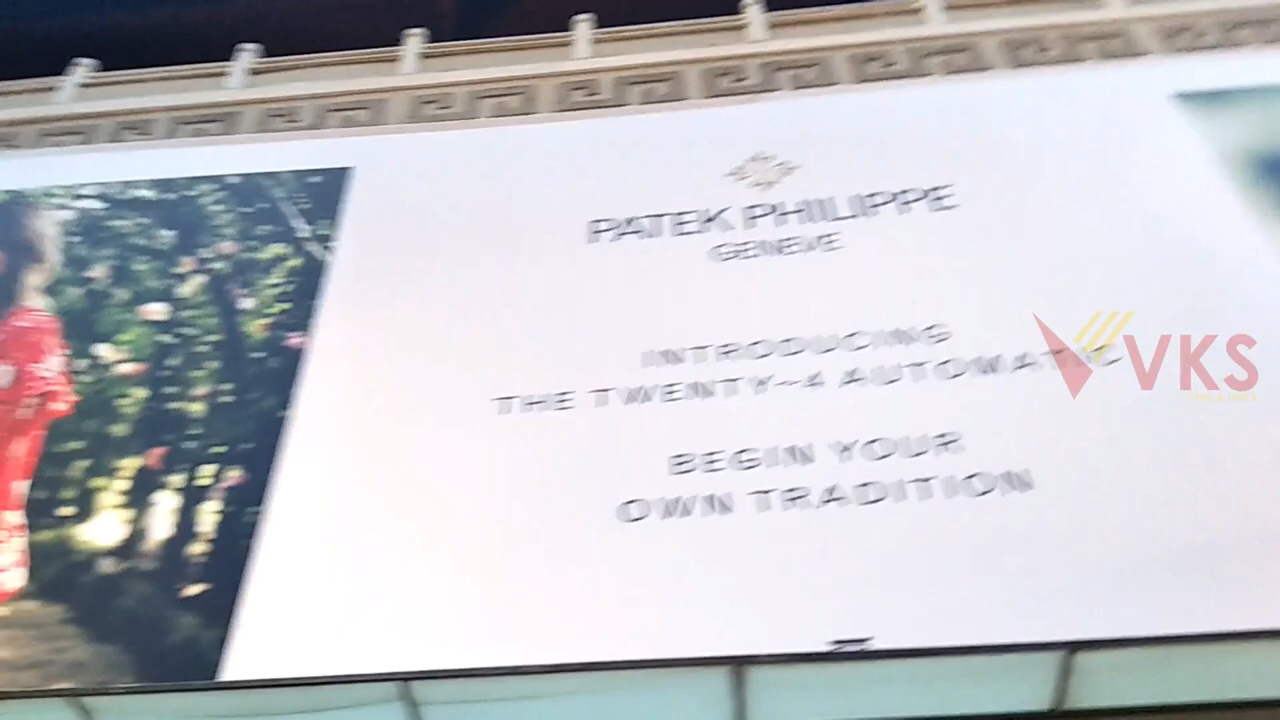 PATEK PHILIPPE
GENEVE
INTRODUCING
THE TWENTY~4 AUTOMATIC
BEGIN YOUR
OWN TRADITION
VKS